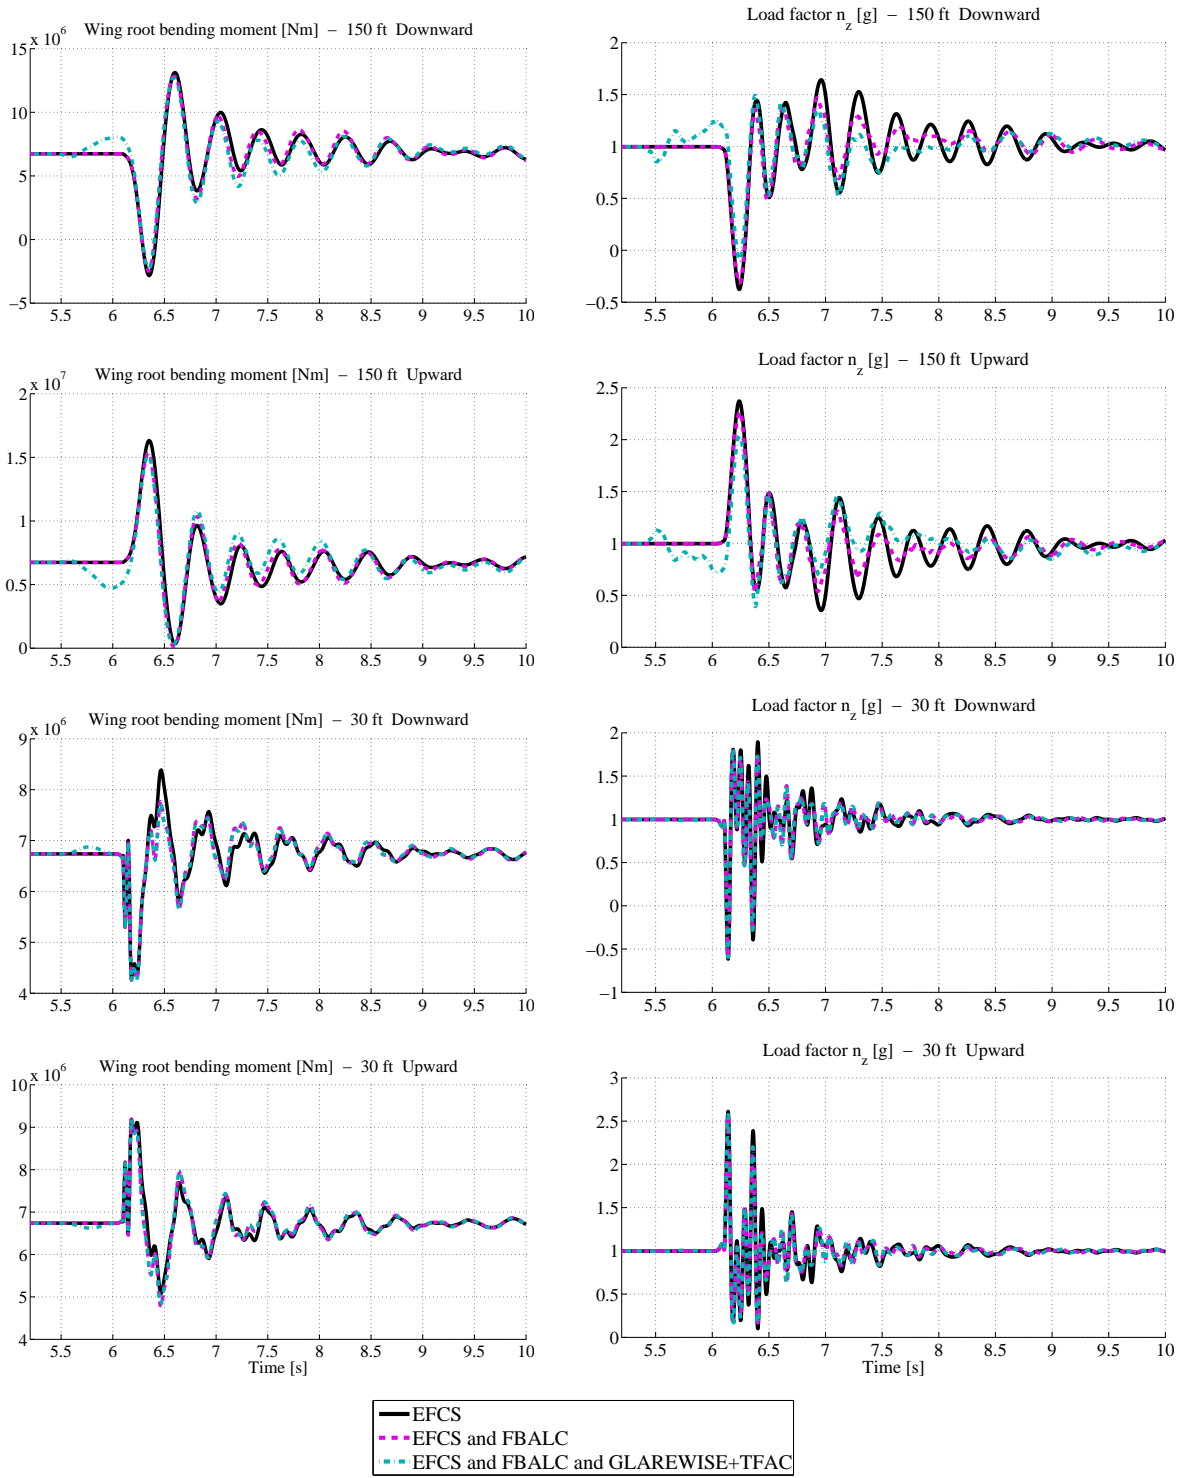 Wing root bending moment [Nm] – 150 ft Downward
x 10^6
15
10
5
0
−5
5.5 6 6.5 7 7.5 8 8.5 9 9.5 10
Load factor n_z [g] – 150 ft Downward
2
1.5
1
0.5
0
−0.5
5.5 6 6.5 7 7.5 8 8.5 9 9.5 10
Wing root bending moment [Nm] – 150 ft Upward
x 10^7
2
1.5
1
0.5
0
5.5 6 6.5 7 7.5 8 8.5 9 9.5 10
Load factor n_z [g] – 150 ft Upward
2.5
2
1.5
1
0.5
0
5.5 6 6.5 7 7.5 8 8.5 9 9.5 10
Wing root bending moment [Nm] – 30 ft Downward
x 10^6
9
8
7
6
5
4
5.5 6 6.5 7 7.5 8 8.5 9 9.5 10
Load factor n_z [g] – 30 ft Downward
2
1.5
1
0.5
0
−0.5
−1
5.5 6 6.5 7 7.5 8 8.5 9 9.5 10
Wing root bending moment [Nm] – 30 ft Upward
x 10^6
10
9
8
7
6
5
4
5.5 6 6.5 7 7.5 8 8.5 9 9.5 10
Time [s]
Load factor n_z [g] – 30 ft Upward
3
2.5
2
1.5
1
0.5
0
5.5 6 6.5 7 7.5 8 8.5 9 9.5 10
Time [s]
EFCS
EFCS and FBALC
EFCS and FBALC and GLAREWISE+TFAC